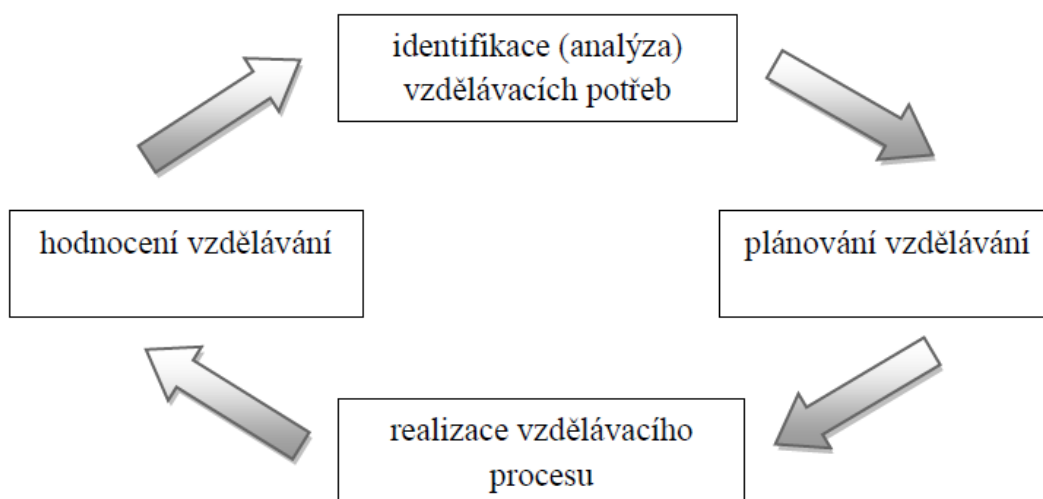 identifikace (analýza)
vzdělávacích potřeb
hodnocení vzdělávání
plánování vzdělávání
realizace vzdělávacího
procesu